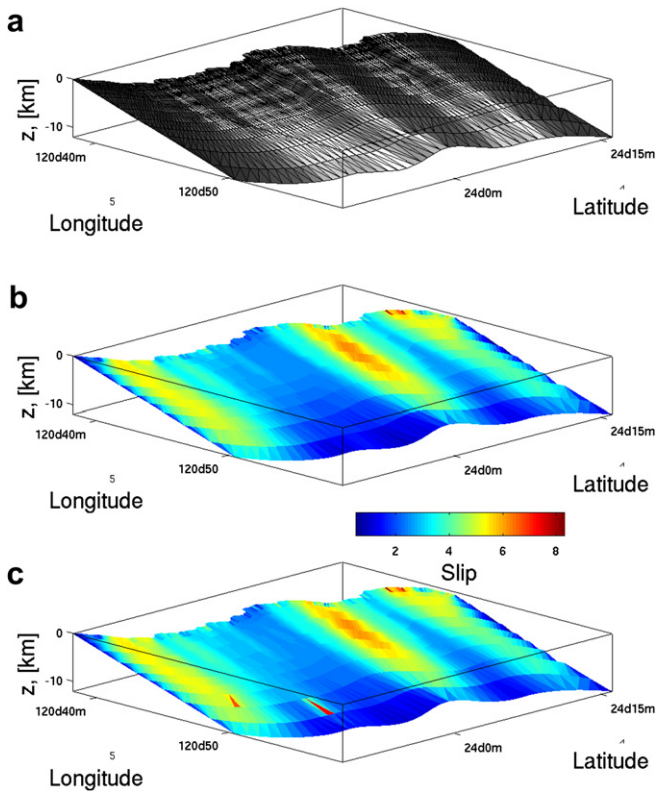 a
z, [km]
0
-10
120d40m
120d50
5
Longitude
24d0m
24d15m
Latitude
b
z, [km]
0
-10
120d40m
120d50
5
Longitude
24d0m
24d15m
Latitude
2 4 6 8
Slip
c
z, [km]
0
-10
120d40m
120d50
5
Longitude
24d0m
24d15m
Latitude